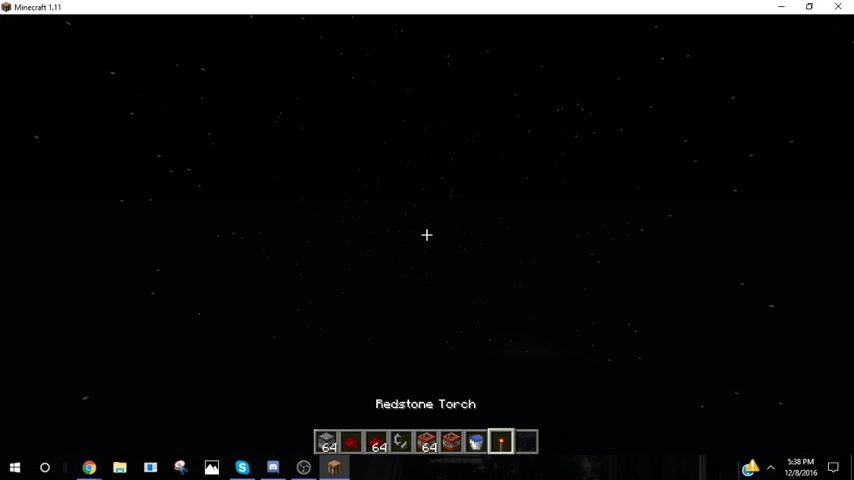 Minecraft 1.11
Redstone Torch
64
64
64
5:38 PM
12/8/2016